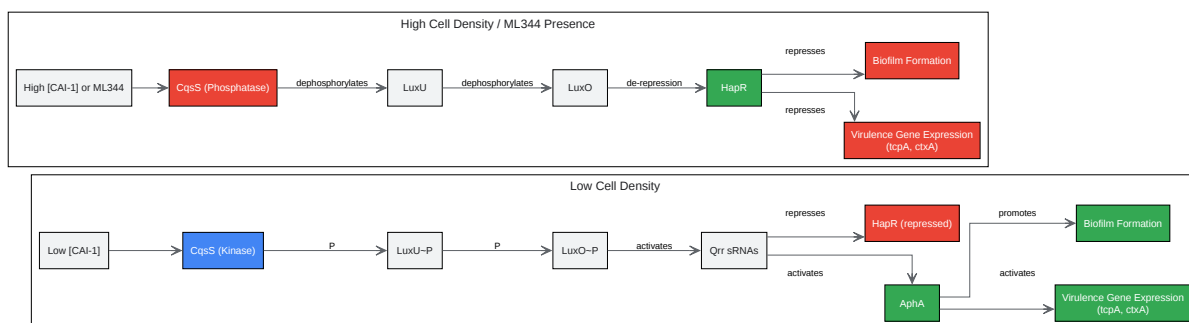 High Cell Density / ML344 Presence
represses
Biofilm Formation
High [CAI-1] or ML344
CqsS (Phosphatase)
dephosphorylates
LuxU
dephosphorylates
LuxO
de-repression
HapR
represses
Virulence Gene Expression
(tcpA, ctxA)
Low Cell Density
represses
HapR (repressed)
promotes
Biofilm Formation
Low [CAI-1]
CqsS (Kinase)
P
LuxU~P
P
LuxO~P
activates
Qrr sRNAs
activates
AphA
activates
Virulence Gene Expression
(tcpA, ctxA)